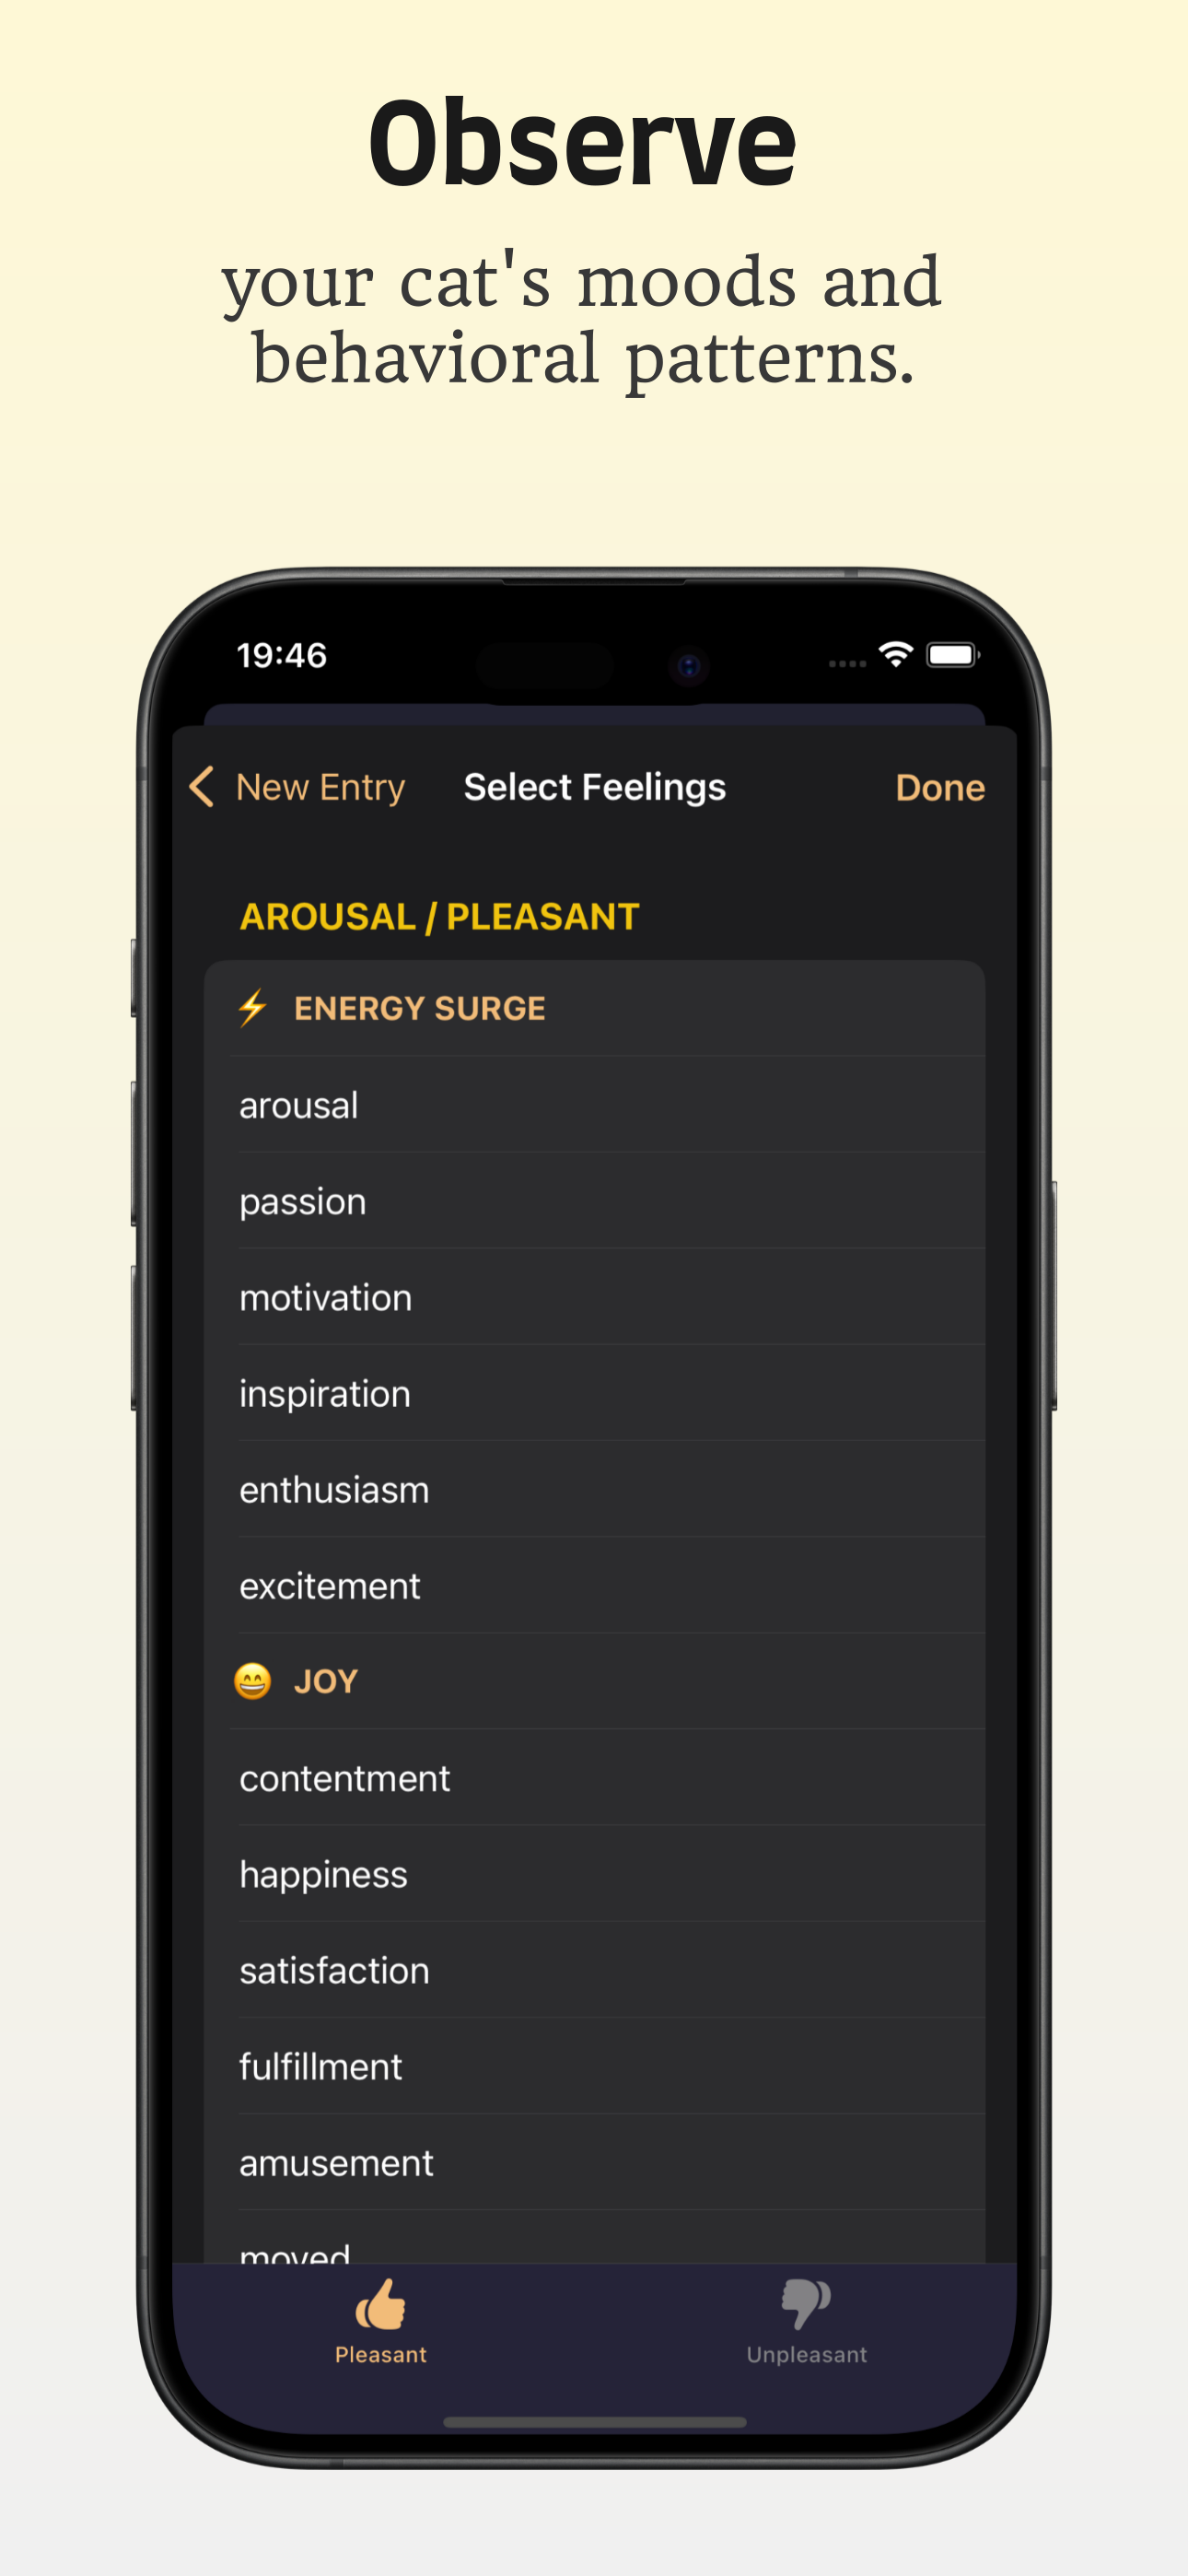 Observe
your cat's moods and
behavioral patterns.
19:46
New Entry
Select Feelings
Done
AROUSAL / PLEASANT
ENERGY SURGE
arousal
passion
motivation
inspiration
enthusiasm
excitement
JOY
contentment
happiness
satisfaction
fulfillment
amusement
moved
Pleasant
Unpleasant